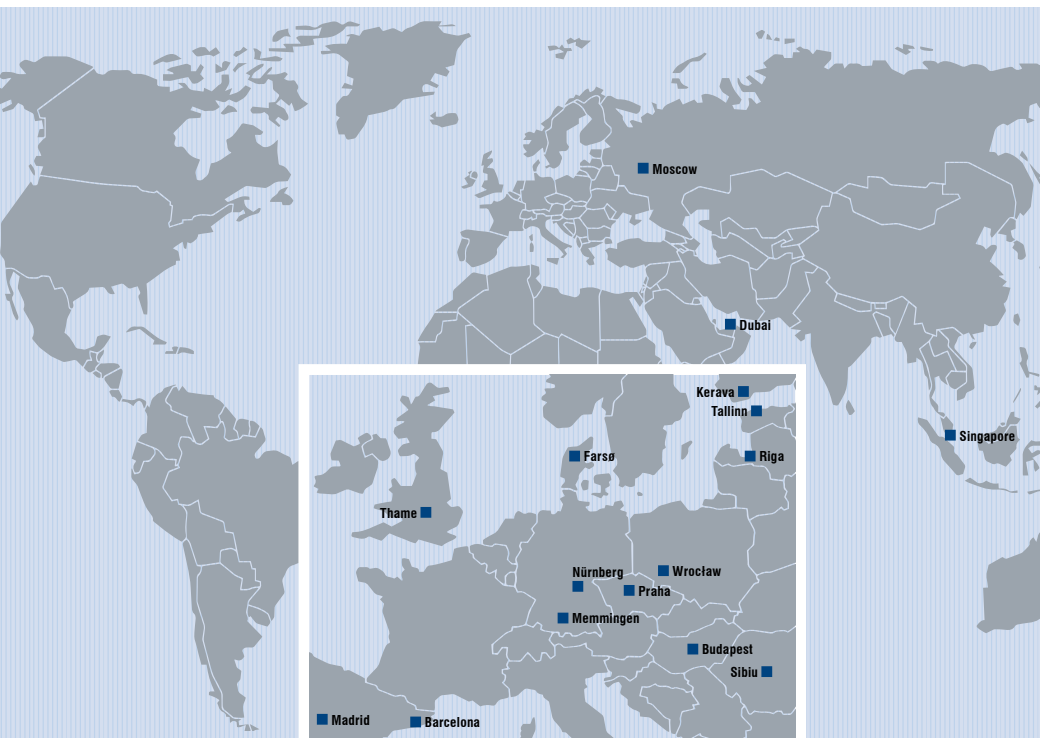 Moscow
Dubai
Kerava
Tallinn
Singapore
Farsø
Riga
Thame
Nürnberg
Wrocław
Praha
Memmingen
Budapest
Sibiu
Madrid
Barcelona